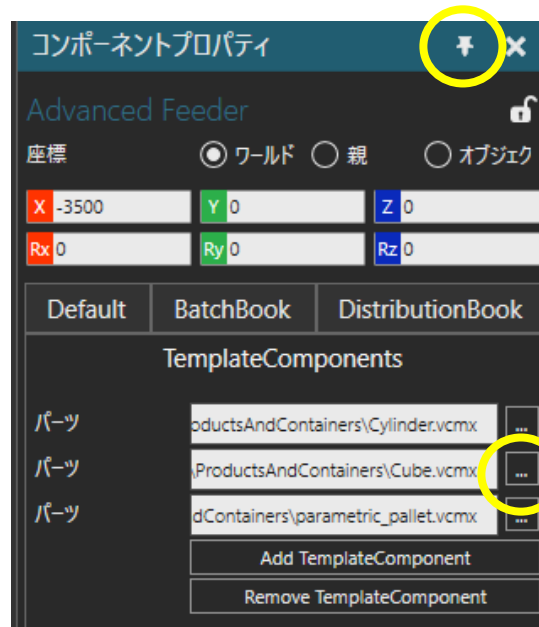 コンポーネントプロパティ
Advanced Feeder
座標 ワールド 親 オブジェク
X -3500 Y 0 Z 0
Rx 0 Ry 0 Rz 0
Default BatchBook DistributionBook
TemplateComponents
パーツ oductsAndContainers\Cylinder.vcmx ...
パーツ \ProductsAndContainers\Cube.vcmx ...
パーツ dContainers\parametric_pallet.vcmx ...
Add TemplateComponent
Remove TemplateComponent